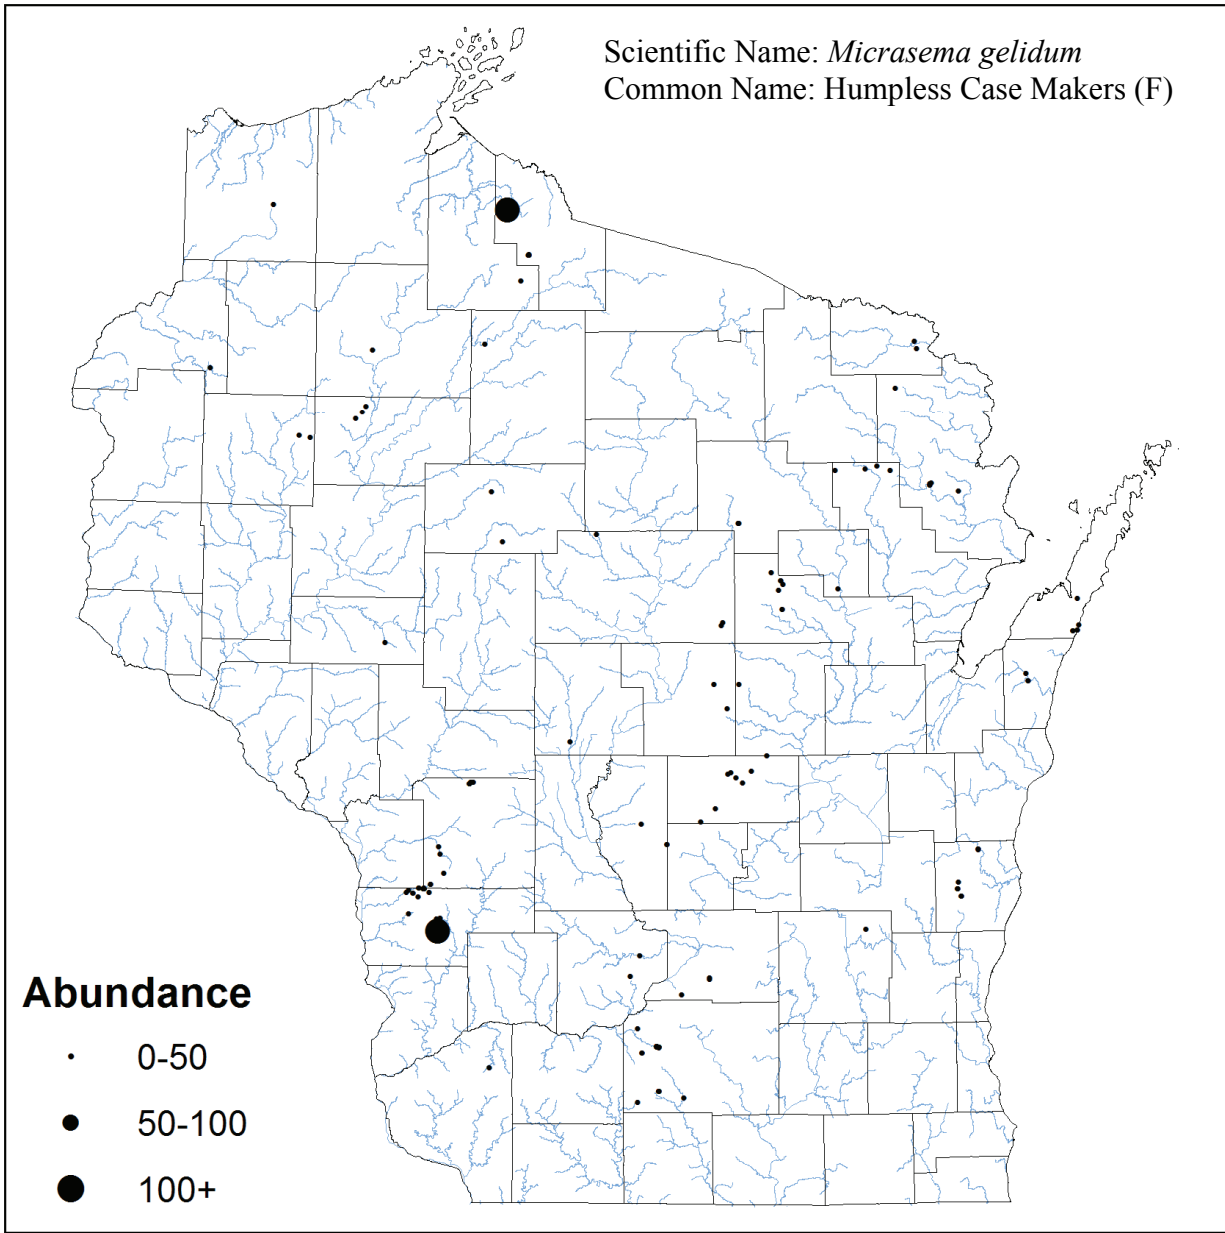 Scientific Name: Micrasema gelidum
Common Name: Humpless Case Makers (F)
Abundance
0-50
50-100
100+